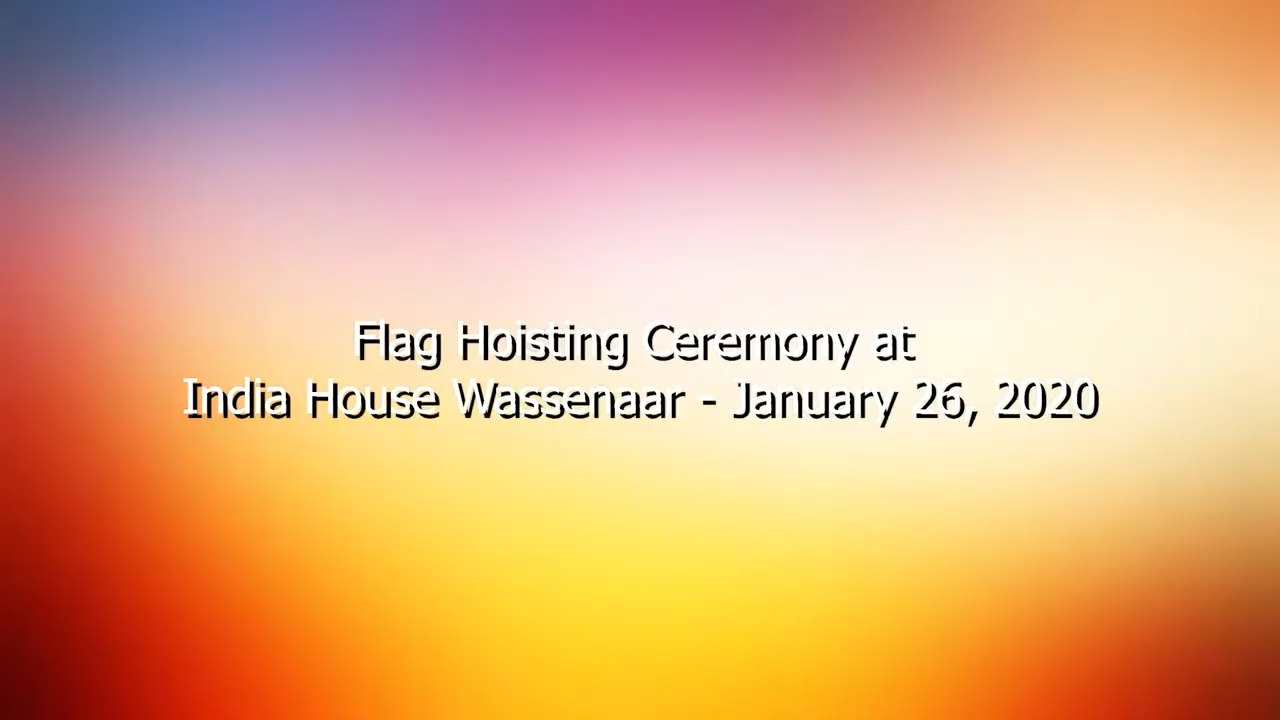 Flag Hoisting Ceremony at
India House Wassenaar - January 26, 2020